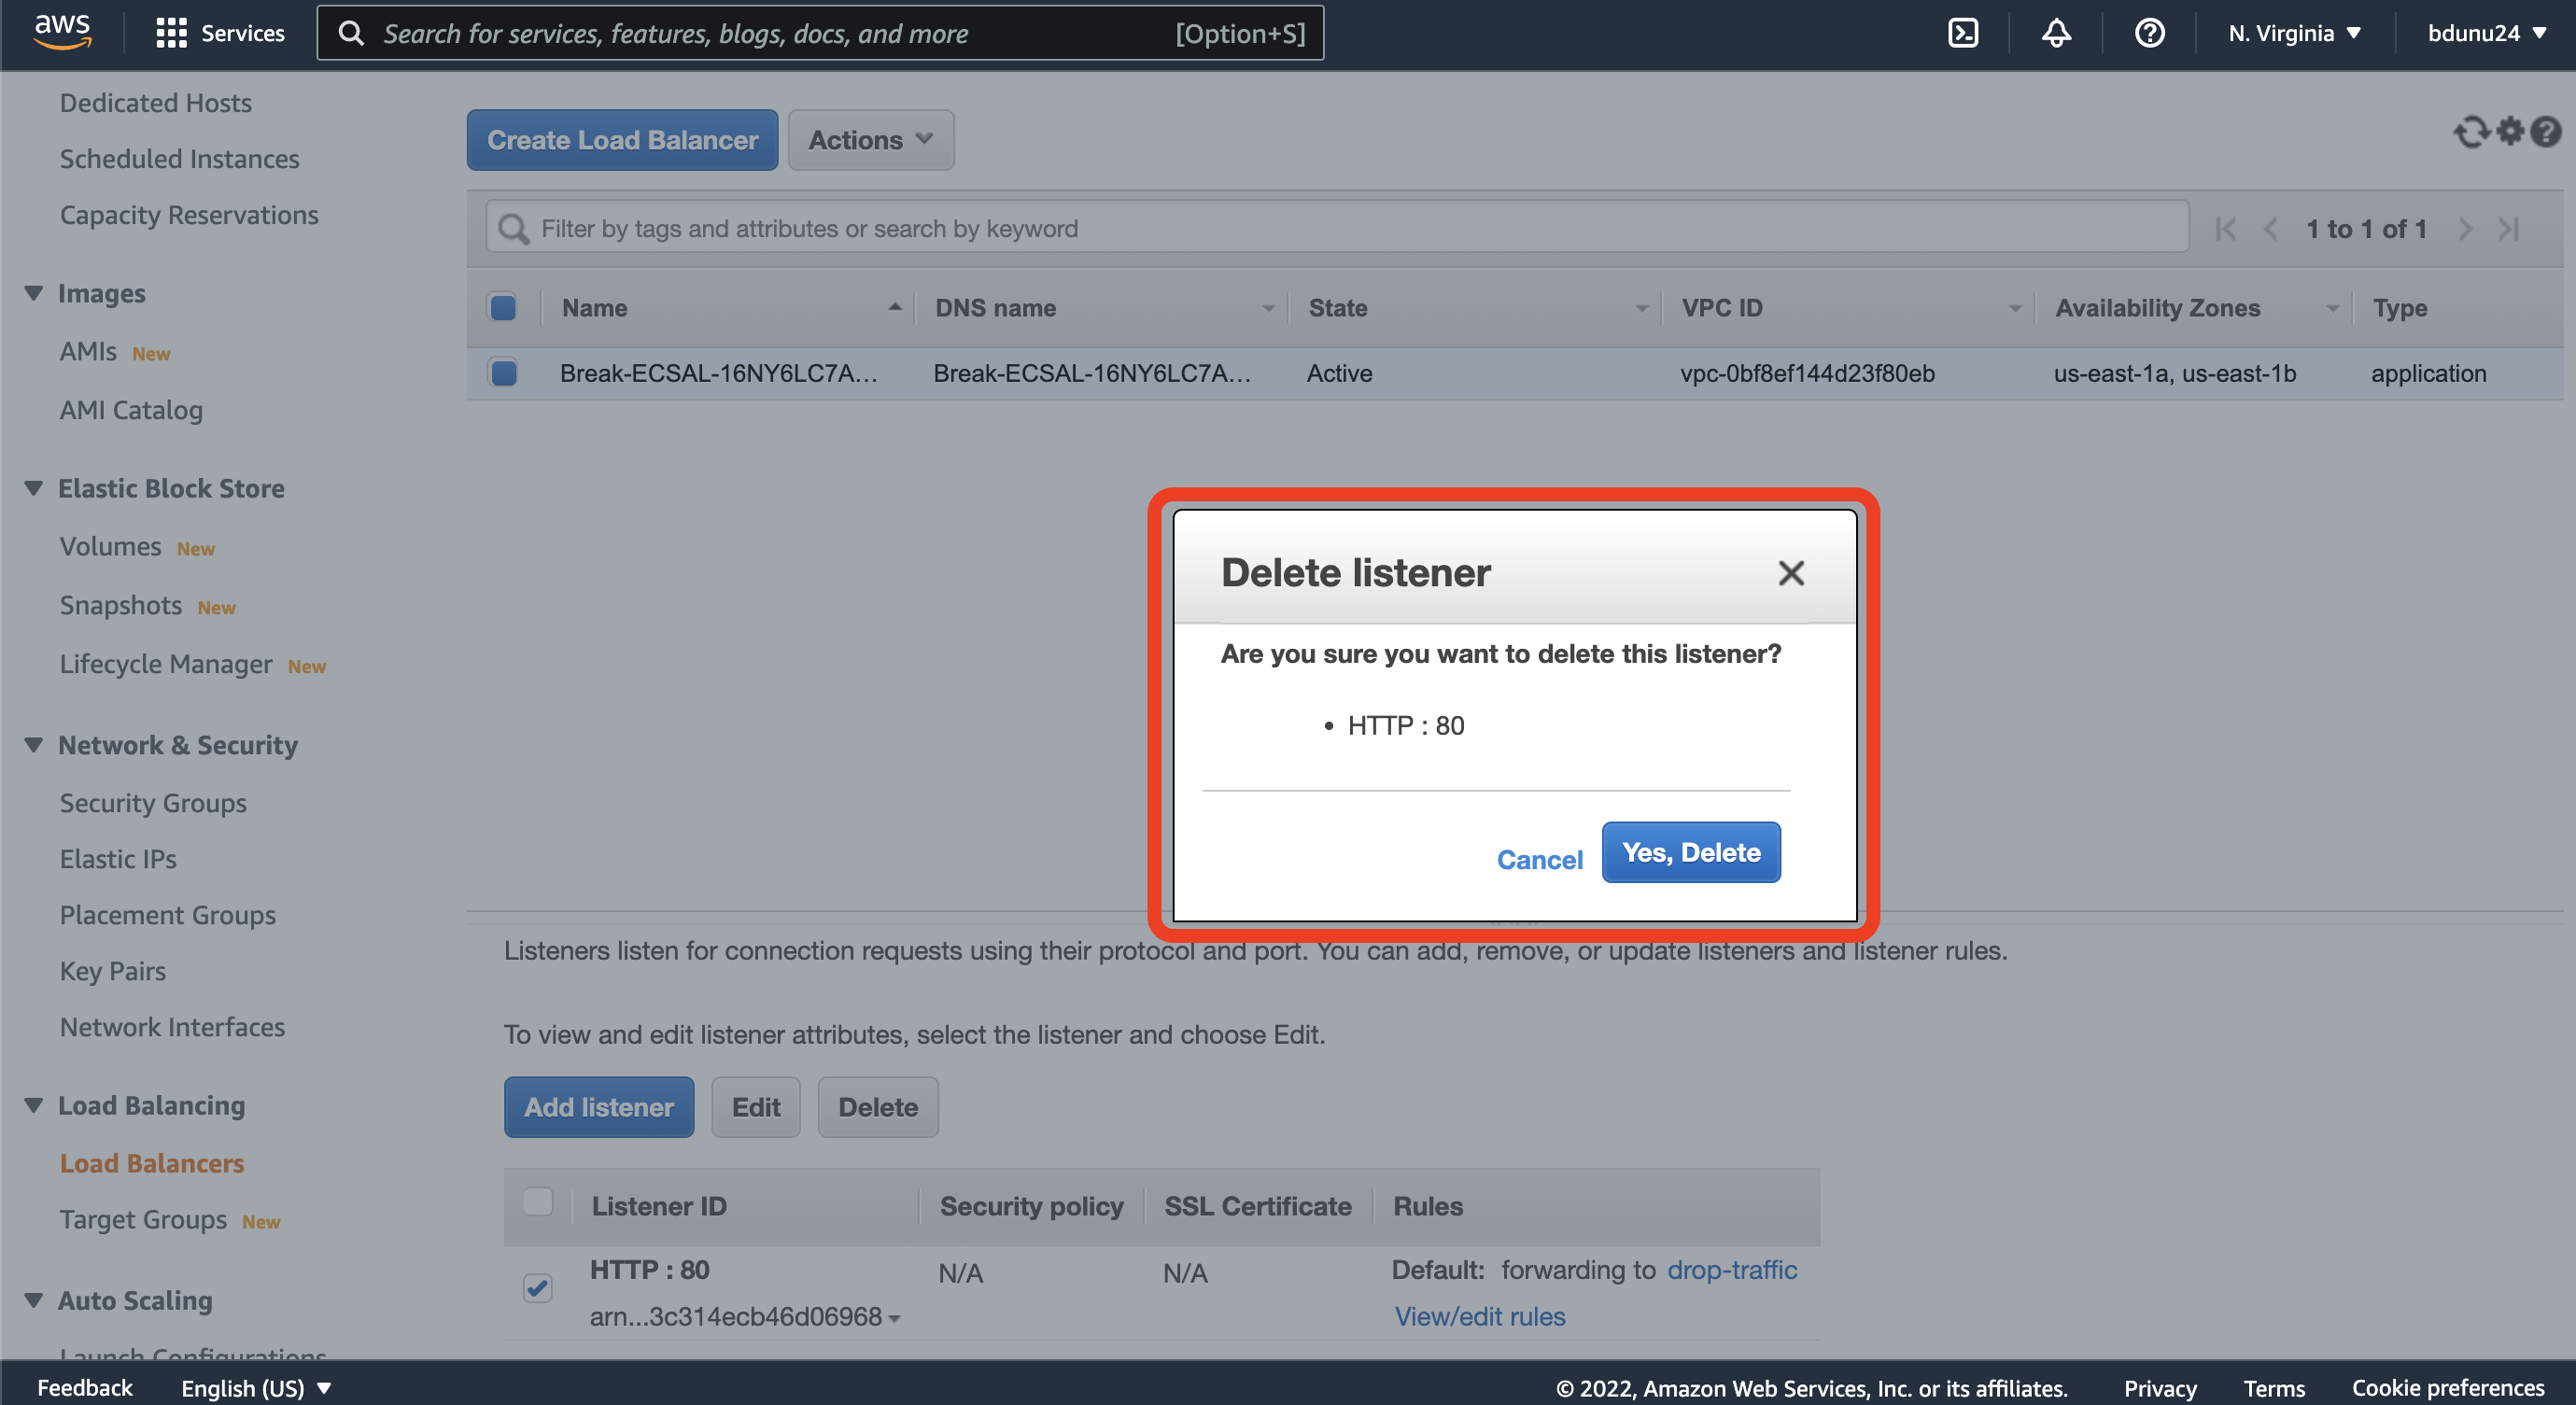 aws
Services
Search for services, features, blogs, docs, and more [Option+S]
N. Virginia ▼
bdunu24 ▼
Dedicated Hosts
Scheduled Instances
Capacity Reservations
Images
AMIs New
AMI Catalog
Elastic Block Store
Volumes New
Snapshots New
Lifecycle Manager New
Network & Security
Security Groups
Elastic IPs
Placement Groups
Key Pairs
Network Interfaces
Load Balancing
Load Balancers
Target Groups New
Auto Scaling
Launch Configurations
Create Load Balancer Actions
Filter by tags and attributes or search by keyword
1 to 1 of 1
Name DNS name State VPC ID Availability Zones Type
Break-ECSAL-16NY6LC7A… Break-ECSAL-16NY6LC7A… Active vpc-0bf8ef144d23f80eb us-east-1a, us-east-1b application
Delete listener
Are you sure you want to delete this listener?
• HTTP : 80
Cancel Yes, Delete
Listeners listen for connection requests using their protocol and port. You can add, remove, or update listeners and listener rules.
To view and edit listener attributes, select the listener and choose Edit.
Add listener Edit Delete
Listener ID Security policy SSL Certificate Rules
HTTP : 80 N/A N/A Default: forwarding to drop-traffic
arn...3c314ecb46d06968 View/edit rules
Feedback English (US) ▼ © 2022, Amazon Web Services, Inc. or its affiliates. Privacy Terms Cookie preferences